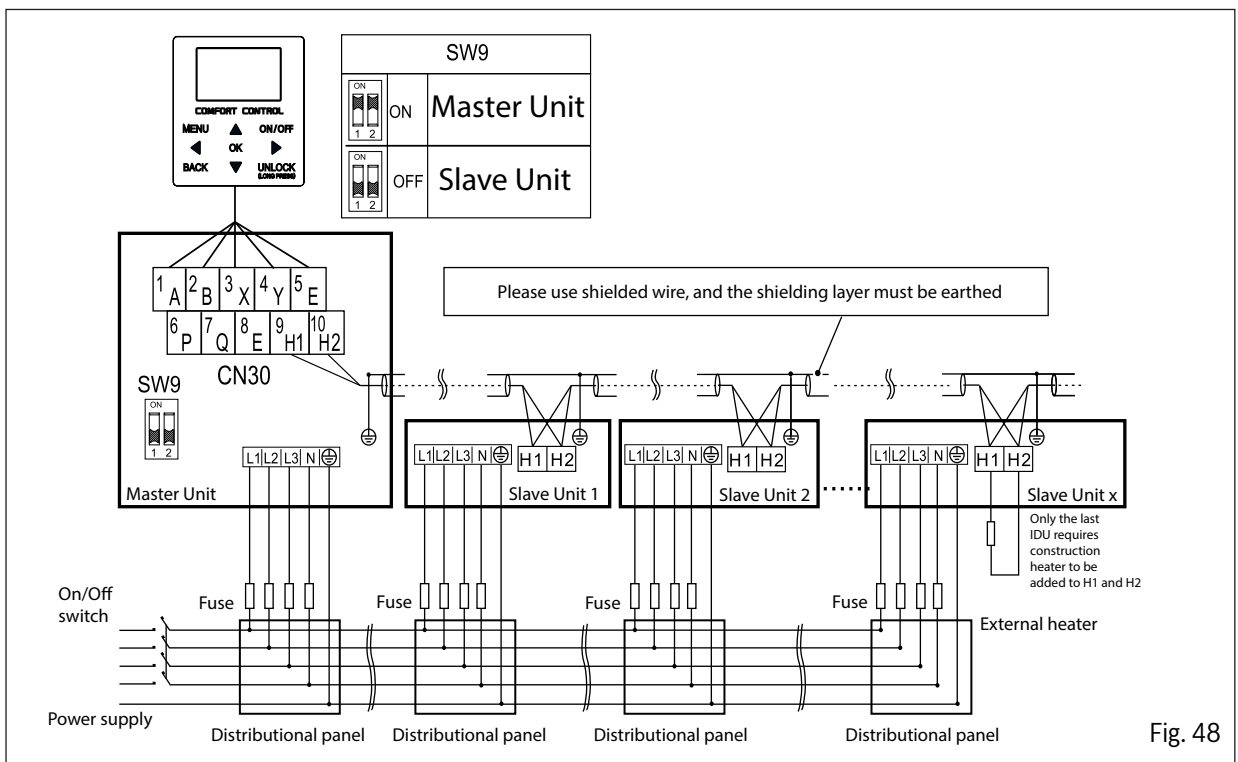 COMFORT CONTROL
MENU ON/OFF
OK
BACK UNLOCK
(LONG PRESS)
SW9
ON
1 2
ON
Master Unit
ON
1 2
OFF
Slave Unit
1 A 2 B 3 X 4 Y 5 E
6 P 7 Q 8 E 9 H1 10 H2
CN30
SW9
ON
1 2
Please use shielded wire, and the shielding layer must be earthed
L1 L2 L3 N
Master Unit
L1 L2 L3 N
H1 H2
Slave Unit 1
L1 L2 L3 N
H1 H2
Slave Unit 2
L1 L2 L3 N
H1 H2
Slave Unit x
Only the last
IDU requires
construction
heater to be
added to H1 and H2
On/Off
switch
Fuse
Fuse
Fuse
Fuse
External heater
Power supply
Distributional panel
Distributional panel
Distributional panel
Distributional panel
Fig. 48